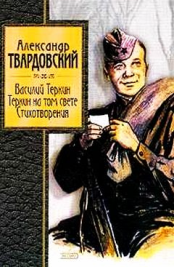 Александр
ТВАРДОВСКИЙ
Василий Теркин
Теркин на том свете
Стихотворения